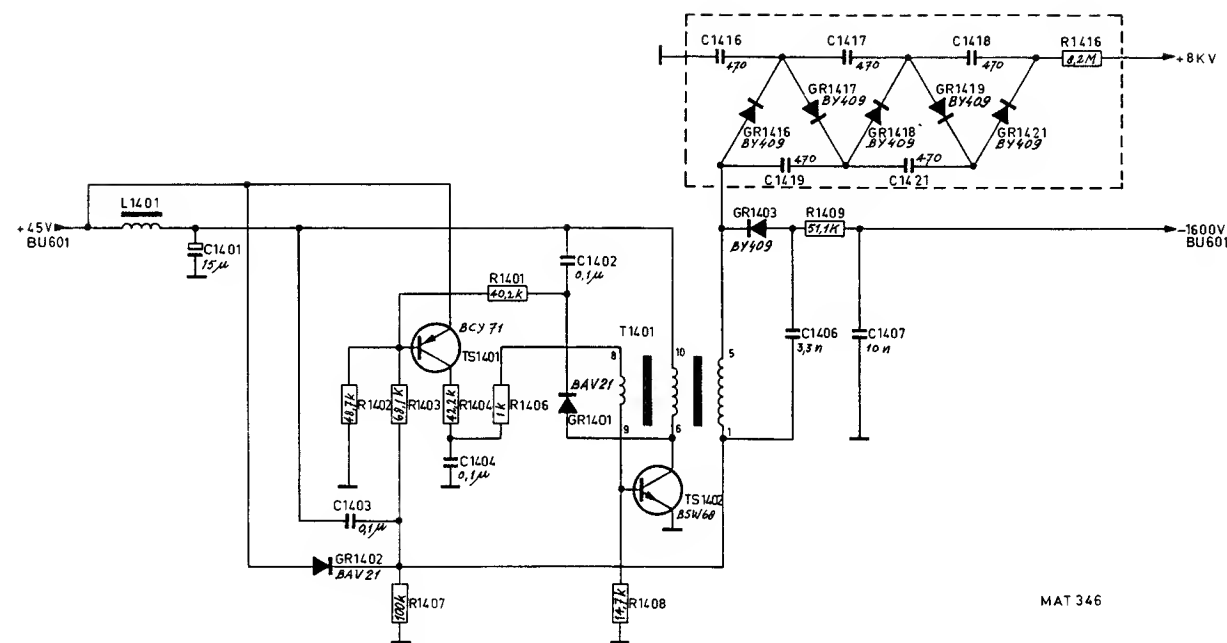 C1416
470
C1417
470
C1418
470
R1416
8,2M
+8KV
GR1417
BY409
GR1419
BY409
GR1416
BY409
GR1418
BY409
GR1421
BY409
470
C1419
470
C1421
+45V
BU601
L1401
C1401
15µ
C1402
0,1µ
R1401
40,2k
GR1403
BY409
R1409
51,1K
-1600V
BU601
BCY71
TS1401
T1401
8
10
5
C1406
3,3n
C1407
10n
48,7k
R1402
68,1k
R1403
42,2k
R1404
1k
R1406
BAV21
GR1401
9
6
1
C1404
0,1µ
TS1402
BSW68
C1403
0,1µ
GR1402
BAV21
100k
R1407
14,7k
R1408
MAT 346